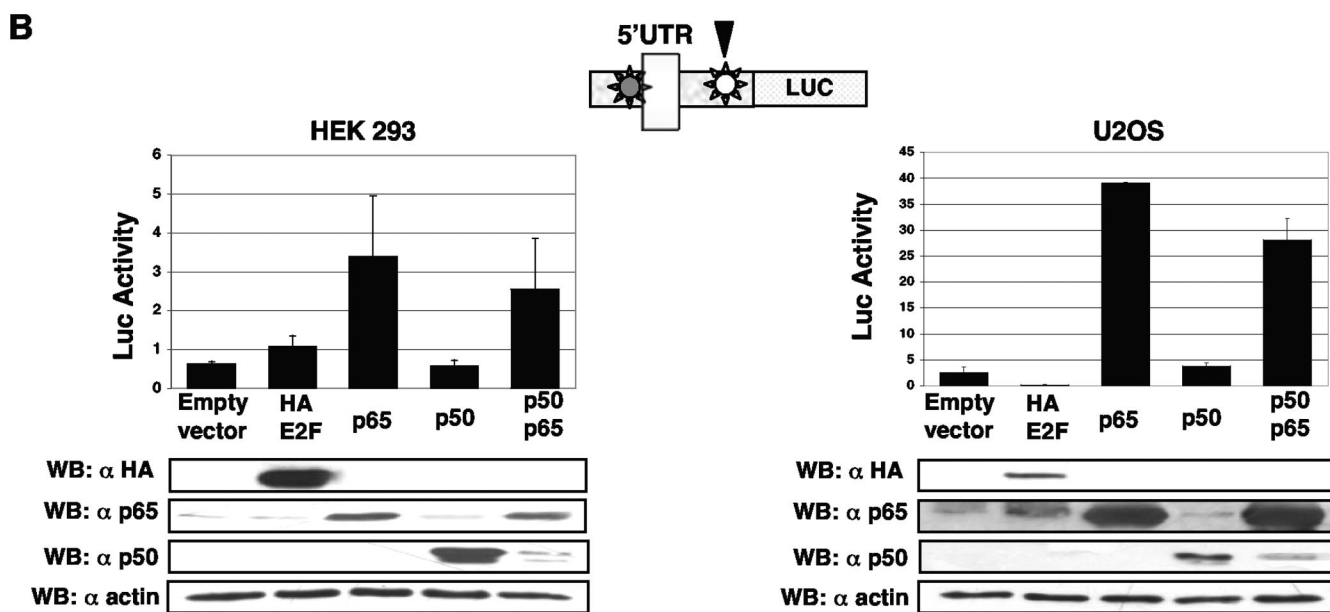 B
5'UTR
LUC
HEK 293
6
5
4
3
2
1
0
Luc Activity
Empty vector
HA E2F
p65
p50
p50 p65
WB: α HA
WB: α p65
WB: α p50
WB: α actin
U2OS
45
40
35
30
25
20
15
10
5
0
Luc Activity
Empty vector
HA E2F
p65
p50
p50 p65
WB: α HA
WB: α p65
WB: α p50
WB: α actin